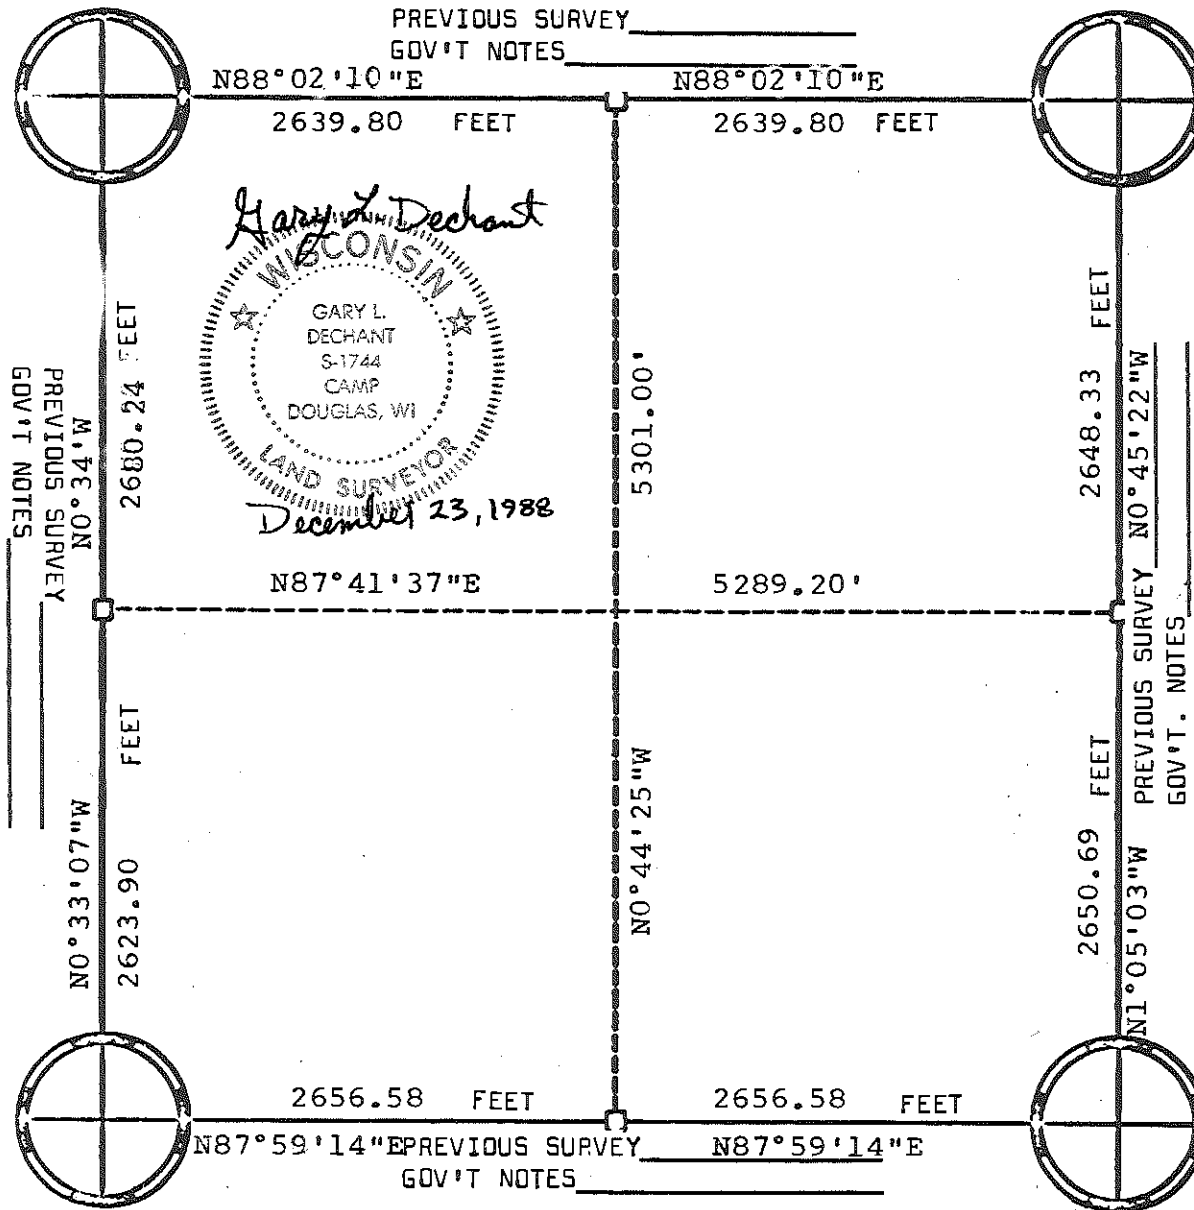 PREVIOUS SURVEY
GOV'T NOTES
N88°02'10"E
N88°02'10"E
2639.80 FEET
2639.80 FEET
Gary L Dechant
WISCONSIN
GARY L.
DECHANT
S-1744
CAMP
DOUGLAS, WI
LAND SURVEYOR
December 23, 1988
2680.24 FEET
N0°34'W
PREVIOUS SURVEY
GOV'T NOTES
5301.00'
2648.33 FEET
N0°45'22"W
PREVIOUS SURVEY
GOV'T. NOTES
N87°41'37"E
5289.20'
FEET
2623.90
N0°33'07"W
N0°44'25"W
2650.69 FEET
N1°05'03"W
2656.58 FEET
2656.58 FEET
N87°59'14"E
PREVIOUS SURVEY
N87°59'14"E
GOV'T NOTES